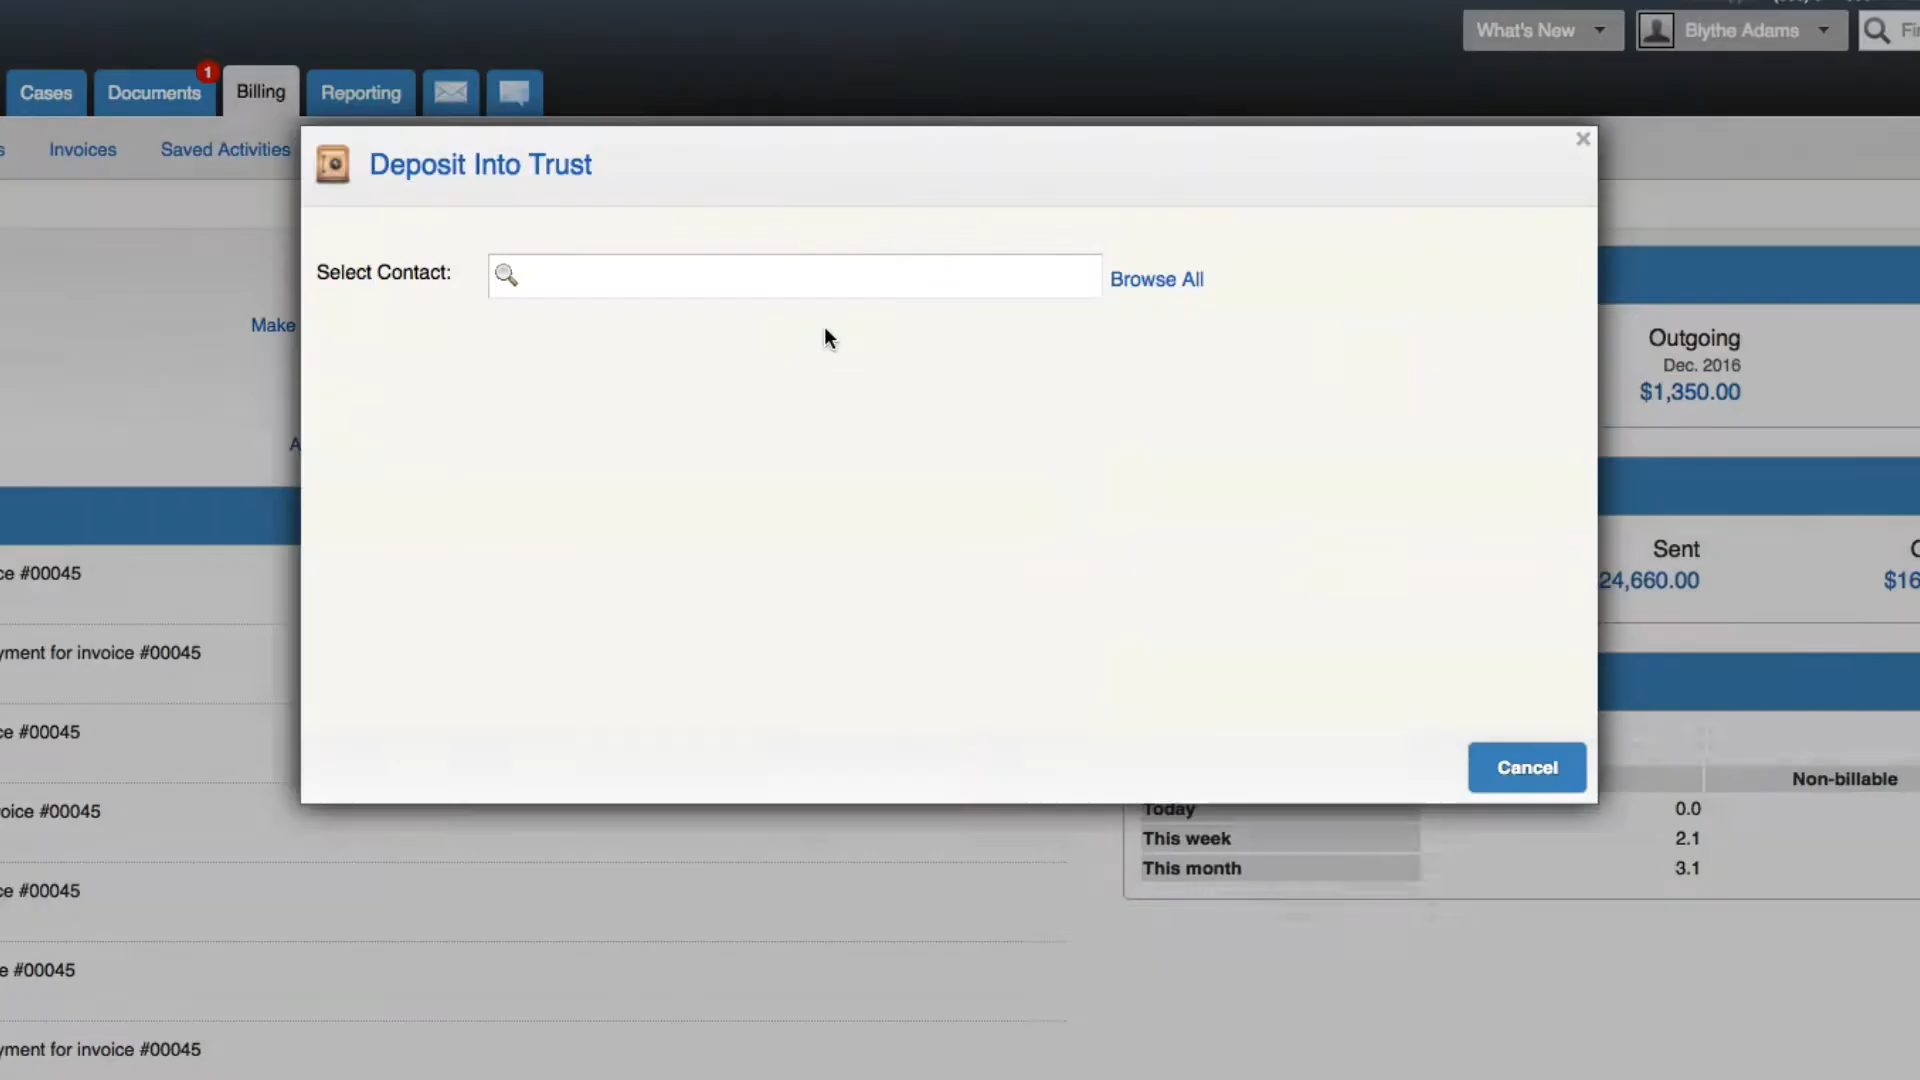 What's New
Blythe Adams
Cases
Documents
1
Billing
Reporting
Invoices
Saved Activities
Deposit Into Trust
Select Contact:
Browse All
Make
Outgoing
Dec. 2016
$1,350.00
Sent
24,660.00
$16
ce #00045
yment for invoice #00045
ce #00045
oice #00045
ce #00045
e #00045
yment for invoice #00045
Cancel
Non-billable
Today 0.0
This week 2.1
This month 3.1